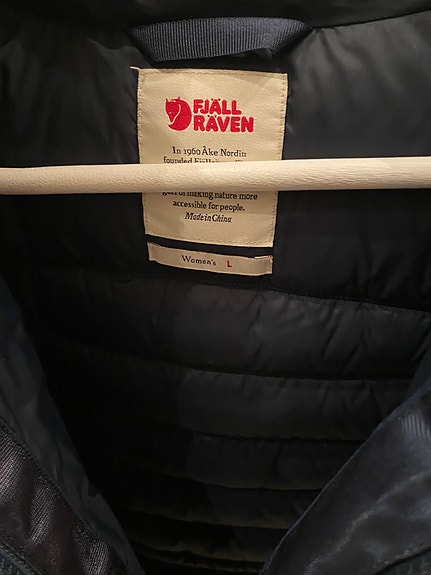 FJÄLL
RÄVEN
In 1960 Åke Nordin
founded
goal of making nature more
accessible for people.
Made in China
Women's L